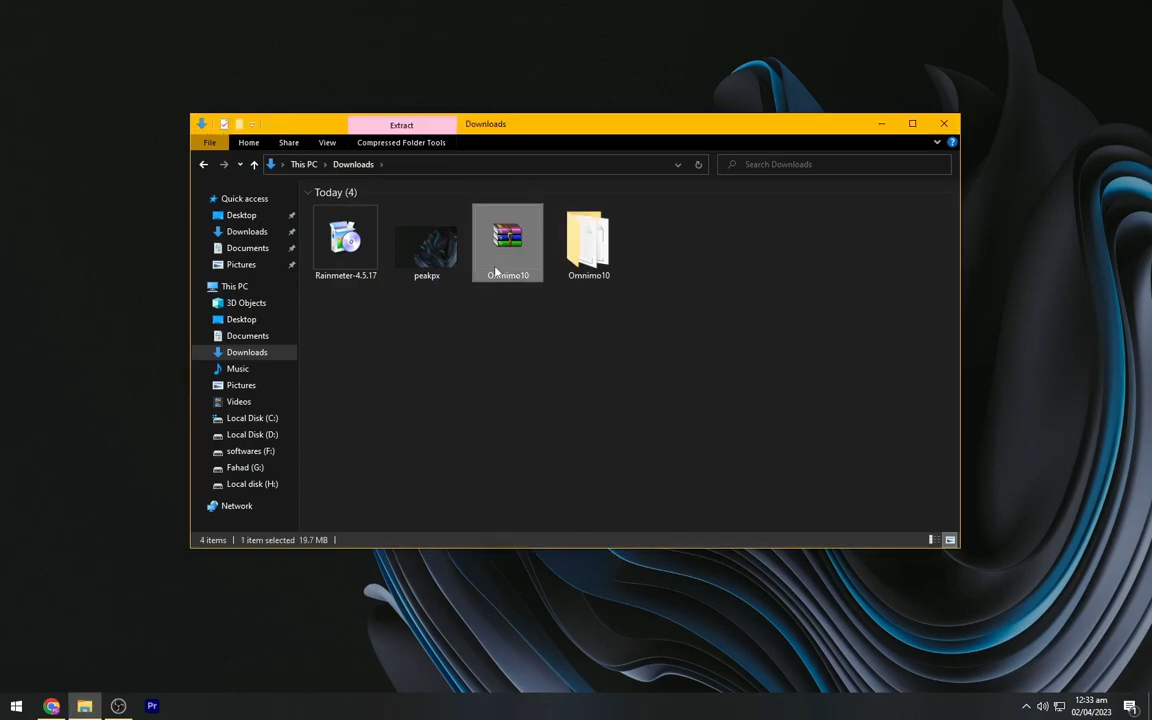 Extract
Downloads
File
Home
Share
View
Compressed Folder Tools
This PC
Downloads
Search Downloads
Today (4)
Quick access
Desktop
Downloads
Documents
Pictures
This PC
3D Objects
Desktop
Documents
Downloads
Music
Pictures
Videos
Local Disk (C:)
Local Disk (D:)
softwares (F:)
Fahad (G:)
Local disk (H:)
Network
Rainmeter-4.5.17
peakpx
Omnimo10
Omnimo10
4 items
1 item selected 19.7 MB
Pr
12:33 am
02/04/2023
1